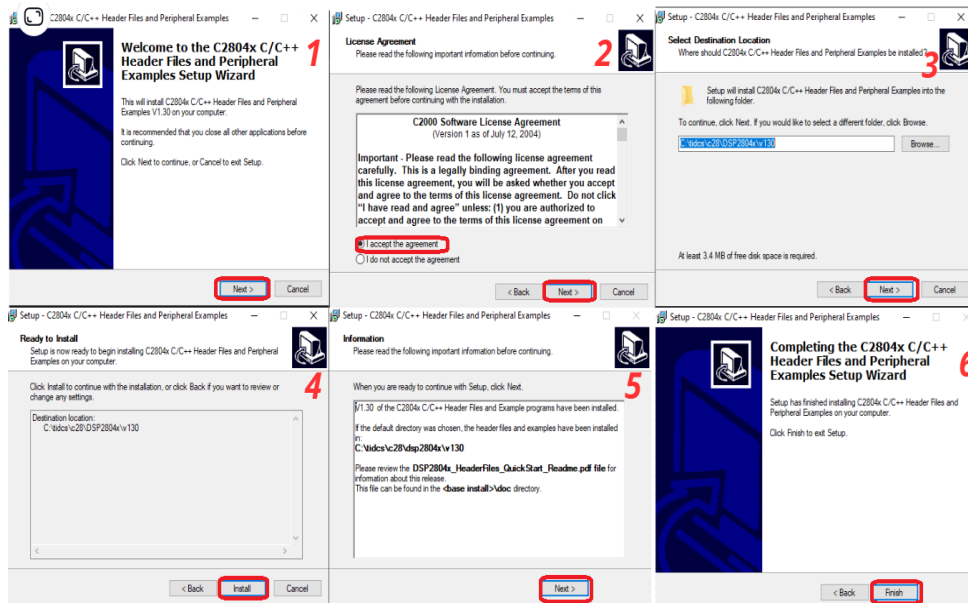 C2804x C/C++ Header Files and Peripheral Examples
Welcome to the C2804x C/C++
Header Files and Peripheral
Examples Setup Wizard
1
This will install C2804x C/C++ Header Files and Peripheral
Examples V1.30 on your computer.
It is recommended that you close all other applications before
continuing.
Click Next to continue, or Cancel to exit Setup.
Next >
Cancel
Setup - C2804x C/C++ Header Files and Peripheral Examples
License Agreement
Please read the following important information before continuing.
2
Please read the following License Agreement. You must accept the terms of this
agreement before continuing with the installation.
C2000 Software License Agreement
(Version 1 as of July 12, 2004)
Important - Please read the following license agreement
carefully. This is a legally binding agreement. After you read
this license agreement, you will be asked whether you accept
and agree to the terms of this license agreement. Do not click
"I have read and agree" unless: (1) you are authorized to
accept and agree to the terms of this license agreement on
I accept the agreement
I do not accept the agreement
< Back
Next >
Cancel
Setup - C2804x C/C++ Header Files and Peripheral Examples
Select Destination Location
Where should C2804x C/C++ Header Files and Peripheral Examples be installed?
3
Setup will install C2804x C/C++ Header Files and Peripheral Examples into the
following folder.
To continue, click Next. If you would like to select a different folder, click Browse.
C:\tidcs\c28\DSP2804x\v130
Browse...
At least 3.4 MB of free disk space is required.
< Back
Next >
Cancel
Setup - C2804x C/C++ Header Files and Peripheral Examples
Ready to Install
Setup is now ready to begin installing C2804x C/C++ Header Files and Peripheral
Examples on your computer.
4
Click Install to continue with the installation, or click Back if you want to review or
change any settings.
Destination location:
C:\tidcs\c28\DSP2804x\v130
< Back
Install
Cancel
Setup - C2804x C/C++ Header Files and Peripheral Examples
Information
Please read the following important information before continuing.
5
When you are ready to continue with Setup, click Next.
V1.30 of the C2804x C/C++ Header Files and Example programs have been installed.
If the default directory was chosen, the header files and examples have been installed
in:
C:\tidcs\c28\dsp2804x\v130
Please review the DSP2804x_HeaderFiles_QuickStart_Readme.pdf file for
information about this release.
This file can be found in the <base install>\doc directory.
Next >
Setup - C2804x C/C++ Header Files and Peripheral Examples
Completing the C2804x C/C++
Header Files and Peripheral
Examples Setup Wizard
6
Setup has finished installing C2804x C/C++ Header Files and
Peripheral Examples on your computer.
Click Finish to exit Setup.
< Back
Finish